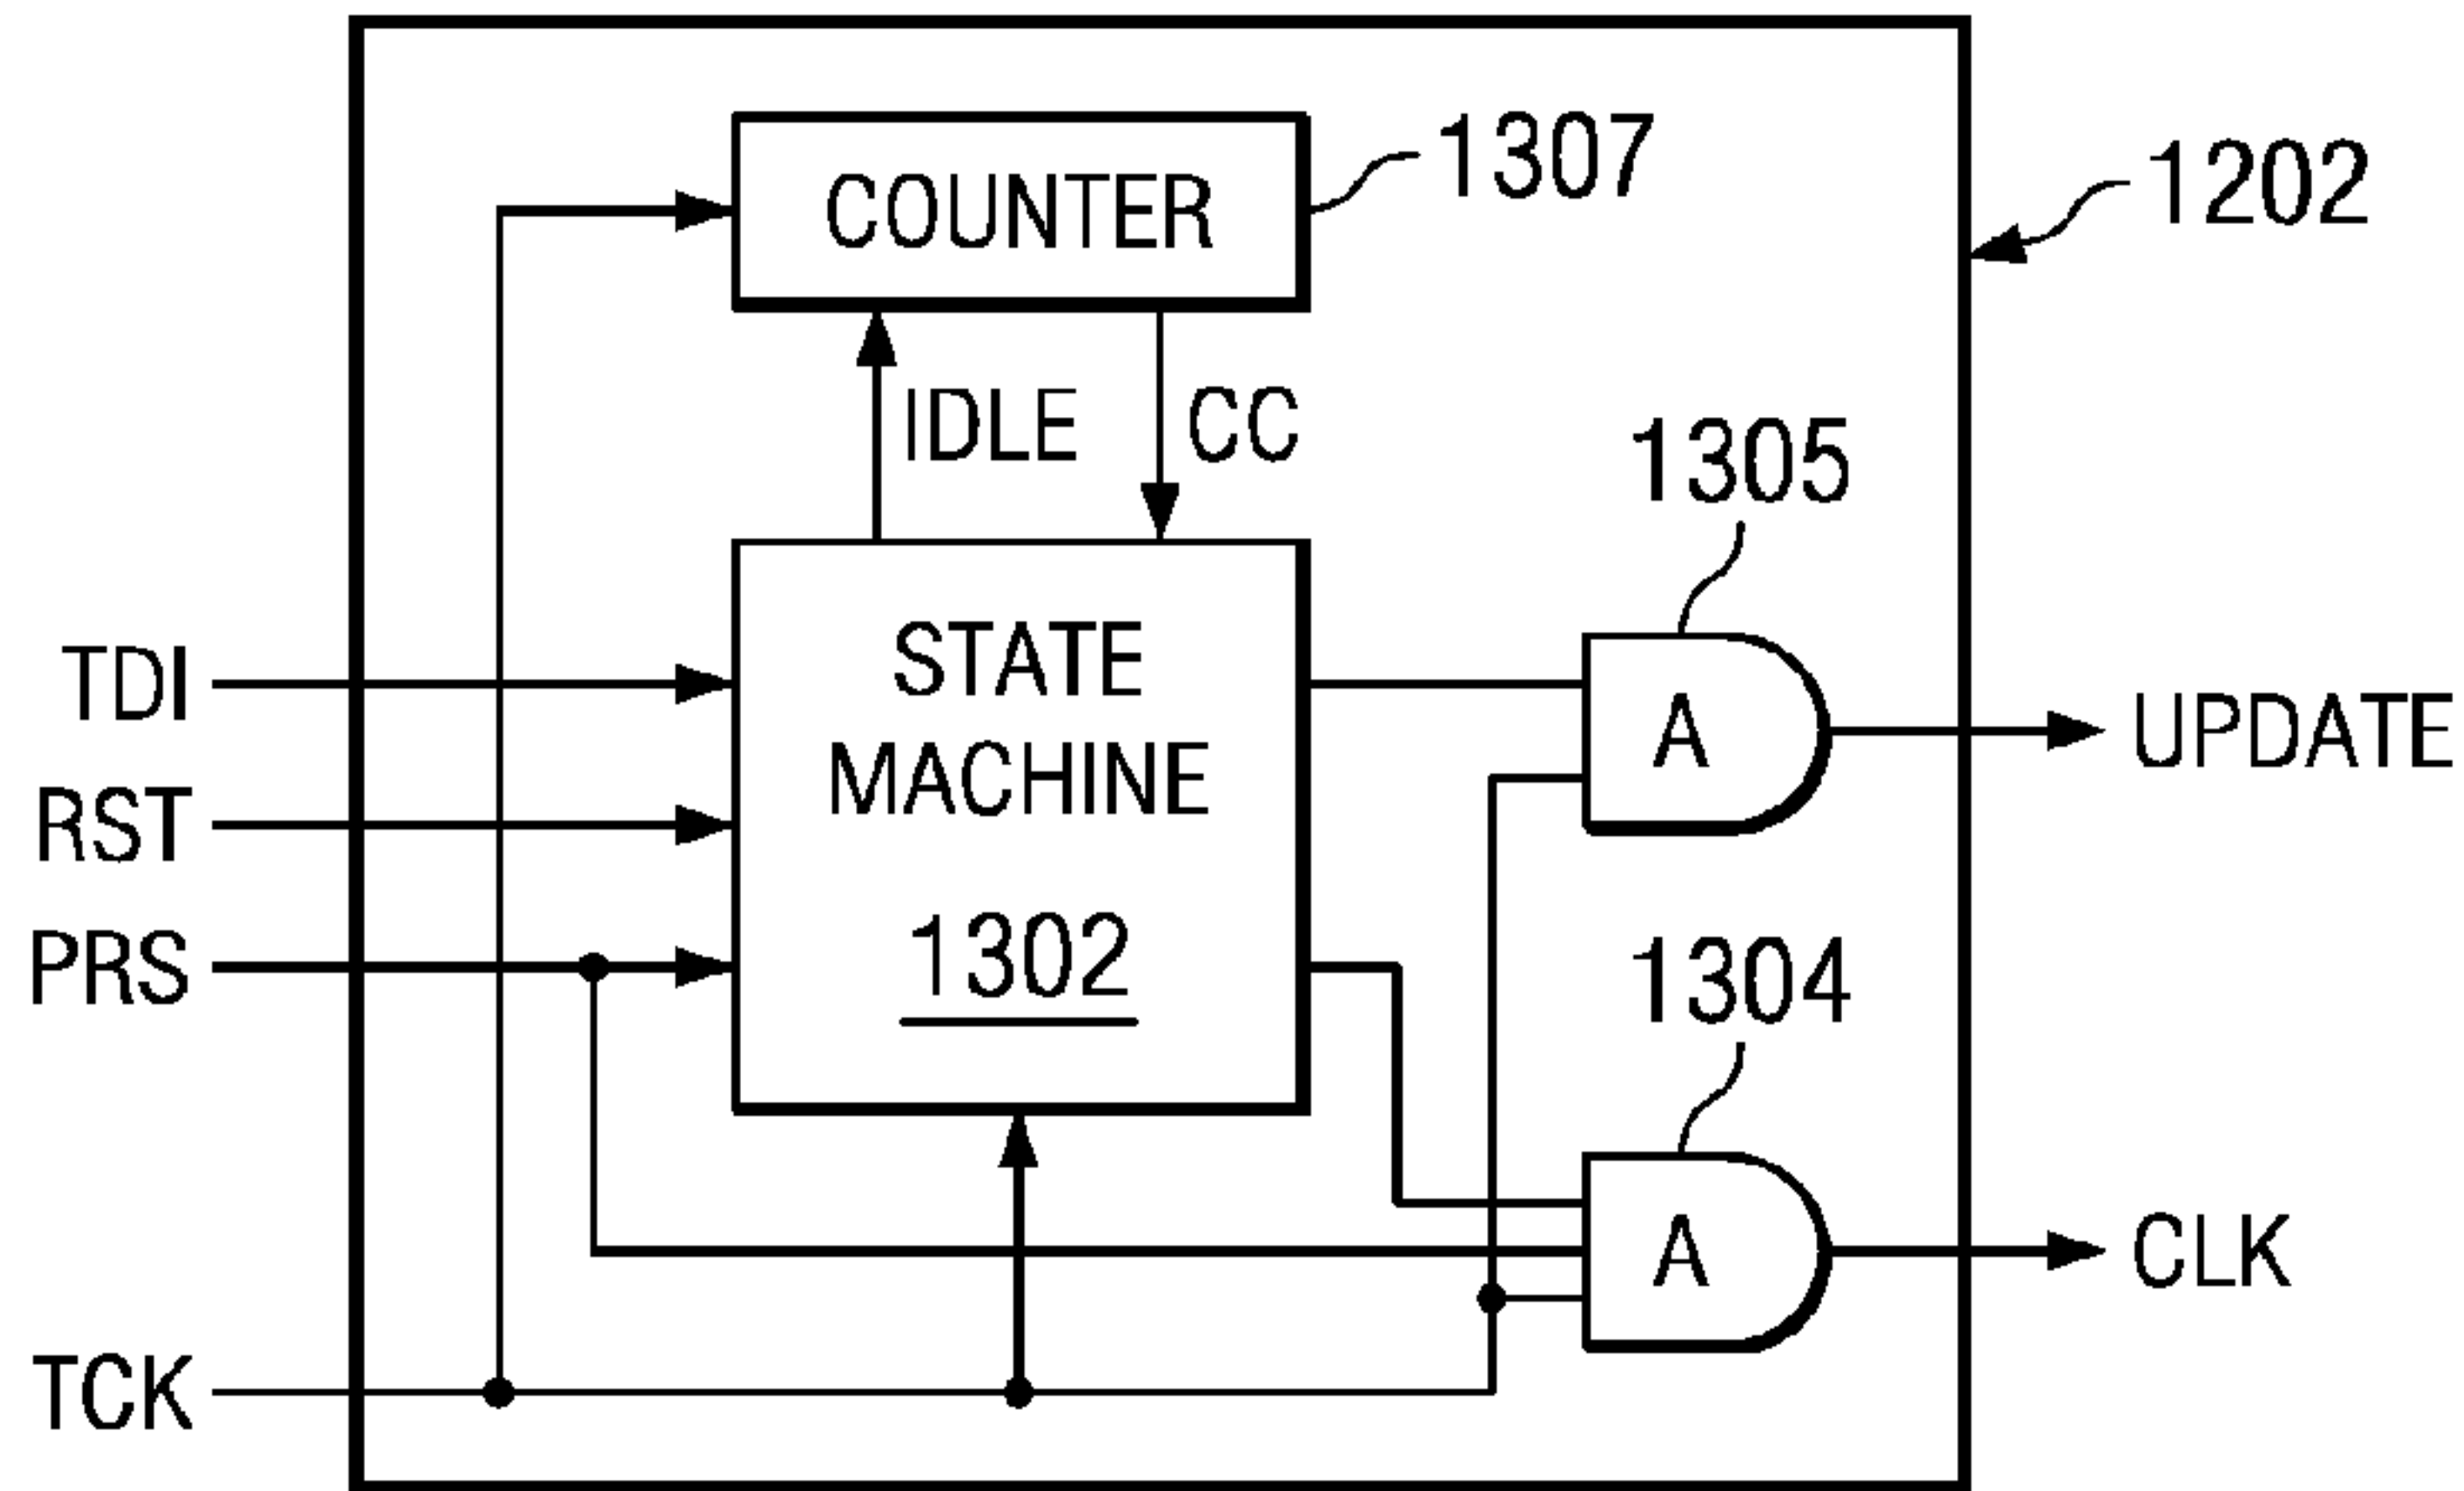 COUNTER
1307
1202
IDLE
CC
1305
STATE
MACHINE
1302
TDI
RST
PRS
A
UPDATE
1304
A
CLK
TCK